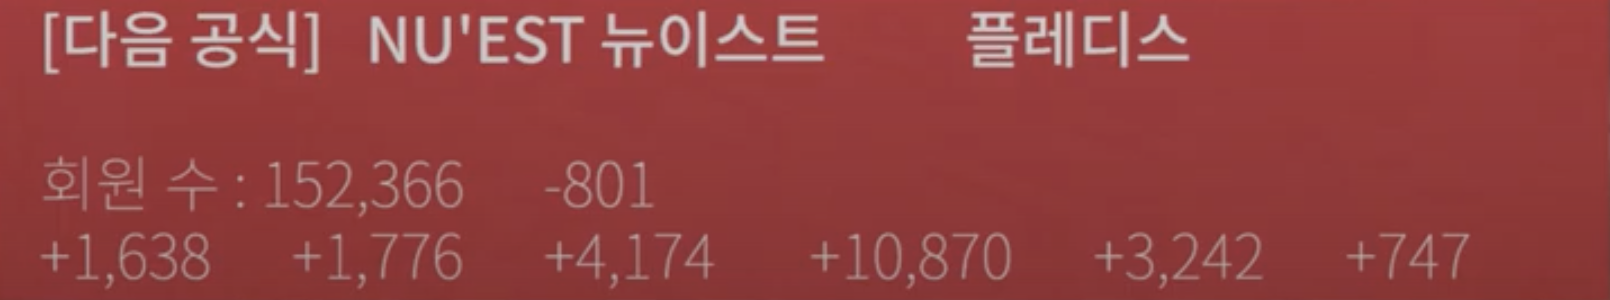 [다음 공식] NU'EST 뉴이스트 플레디스
회원 수 : 152,366 -801
+1,638 +1,776 +4,174 +10,870 +3,242 +747